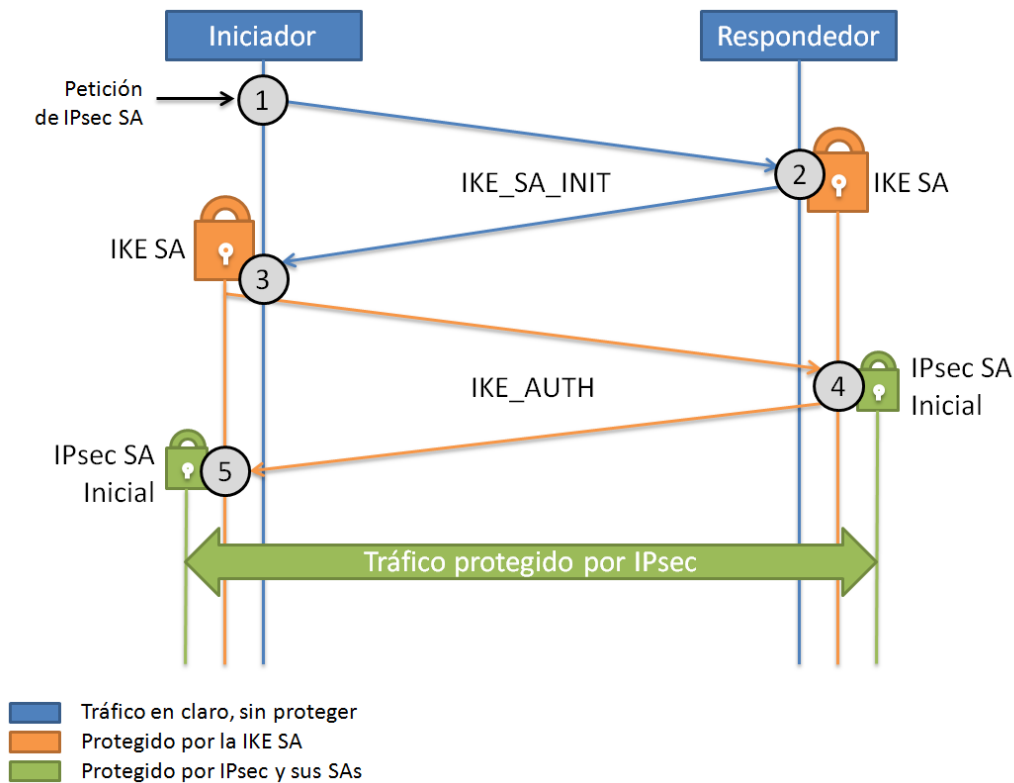 Iniciador
Respondedor
Petición
de IPsec SA
1
2
IKE_SA_INIT
IKE SA
IKE SA
3
IKE_AUTH
4
IPsec SA
Inicial
IPsec SA
Inicial
5
Tráfico protegido por IPsec
Tráfico en claro, sin proteger
Protegido por la IKE SA
Protegido por IPsec y sus SAs